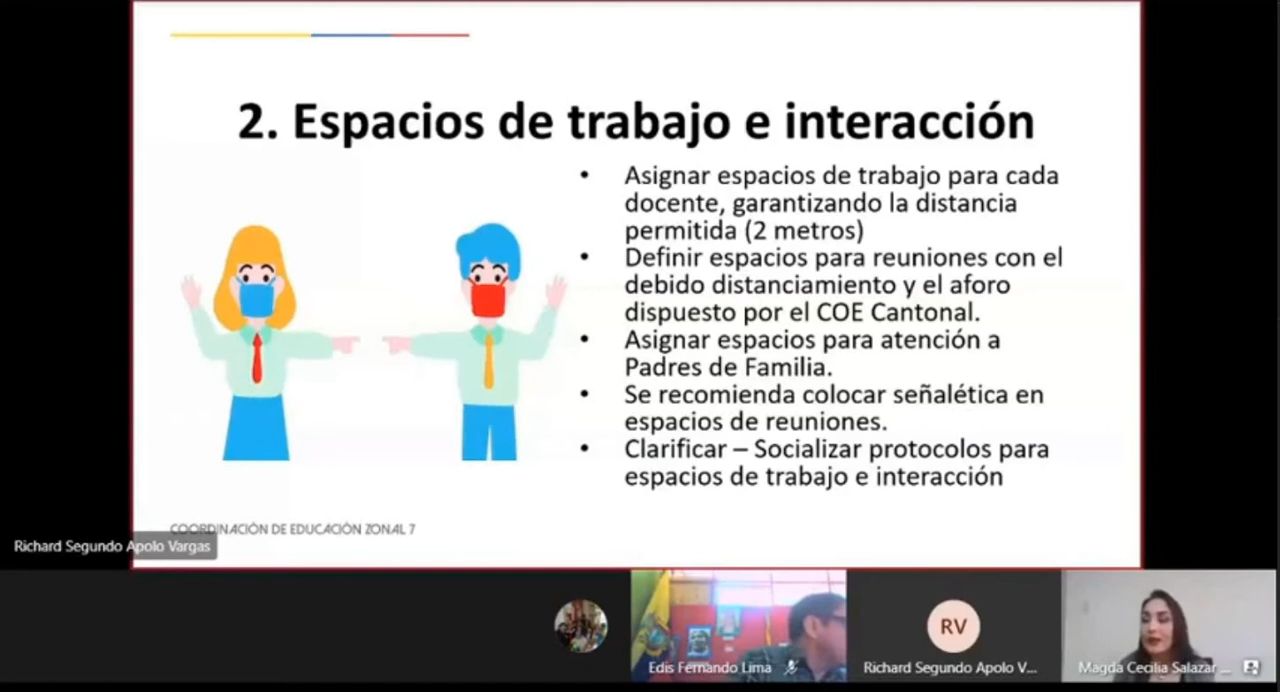 2. Espacios de trabajo e interacción
• Asignar espacios de trabajo para cada
docente, garantizando la distancia
permitida (2 metros)
• Definir espacios para reuniones con el
debido distanciamiento y el aforo
dispuesto por el COE Cantonal.
• Asignar espacios para atención a
Padres de Familia.
• Se recomienda colocar señalética en
espacios de reuniones.
• Clarificar – Socializar protocolos para
espacios de trabajo e interacción
COORDINACIÓN DE EDUCACIÓN ZONAL 7
Richard Segundo Apolo Vargas
RV
Edis Fernando Lima
Richard Segundo Apolo V...
Magda Cecilia Salazar ...